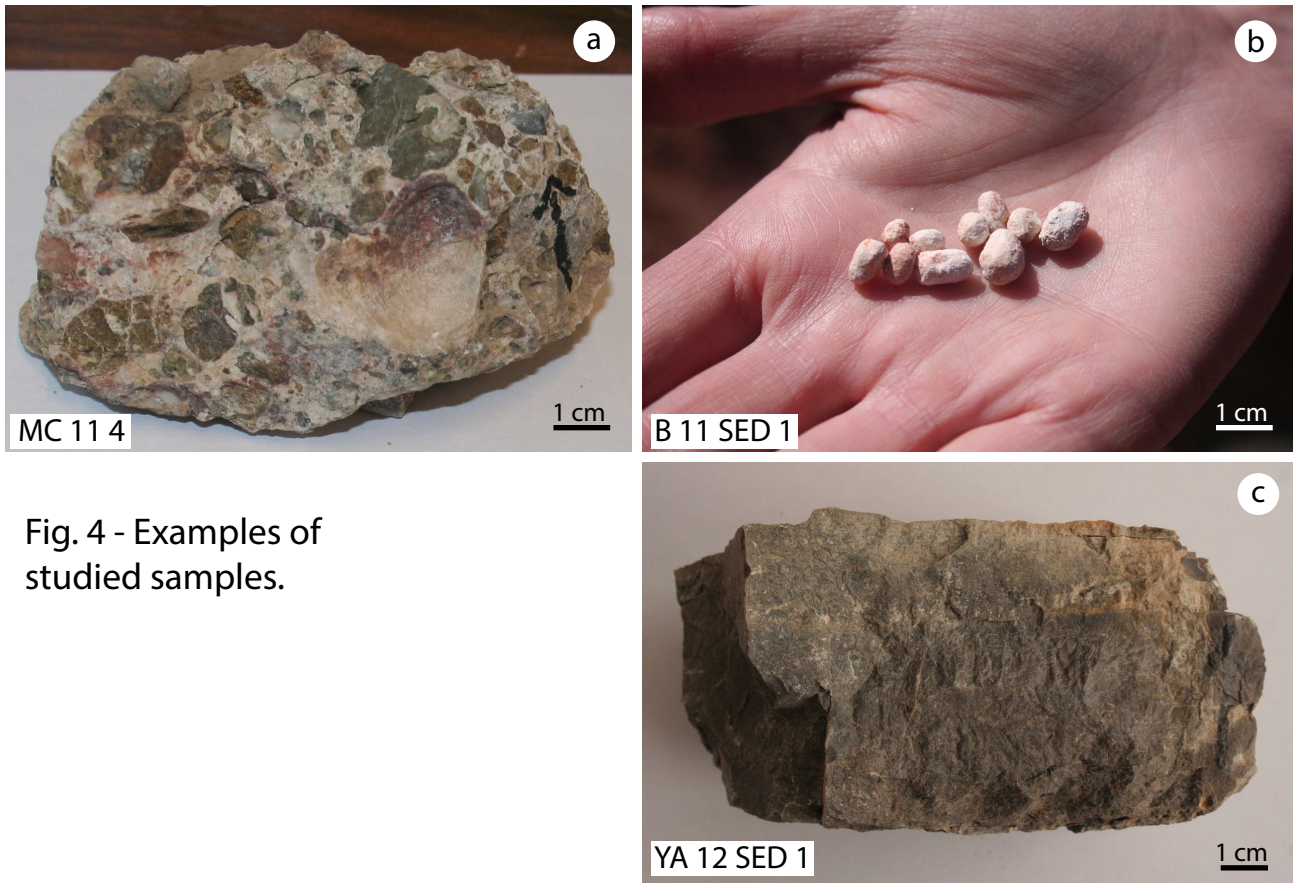 a
MC 11 4
1 cm
b
B 11 SED 1
1 cm
Fig. 4 - Examples of
studied samples.
c
YA 12 SED 1
1 cm